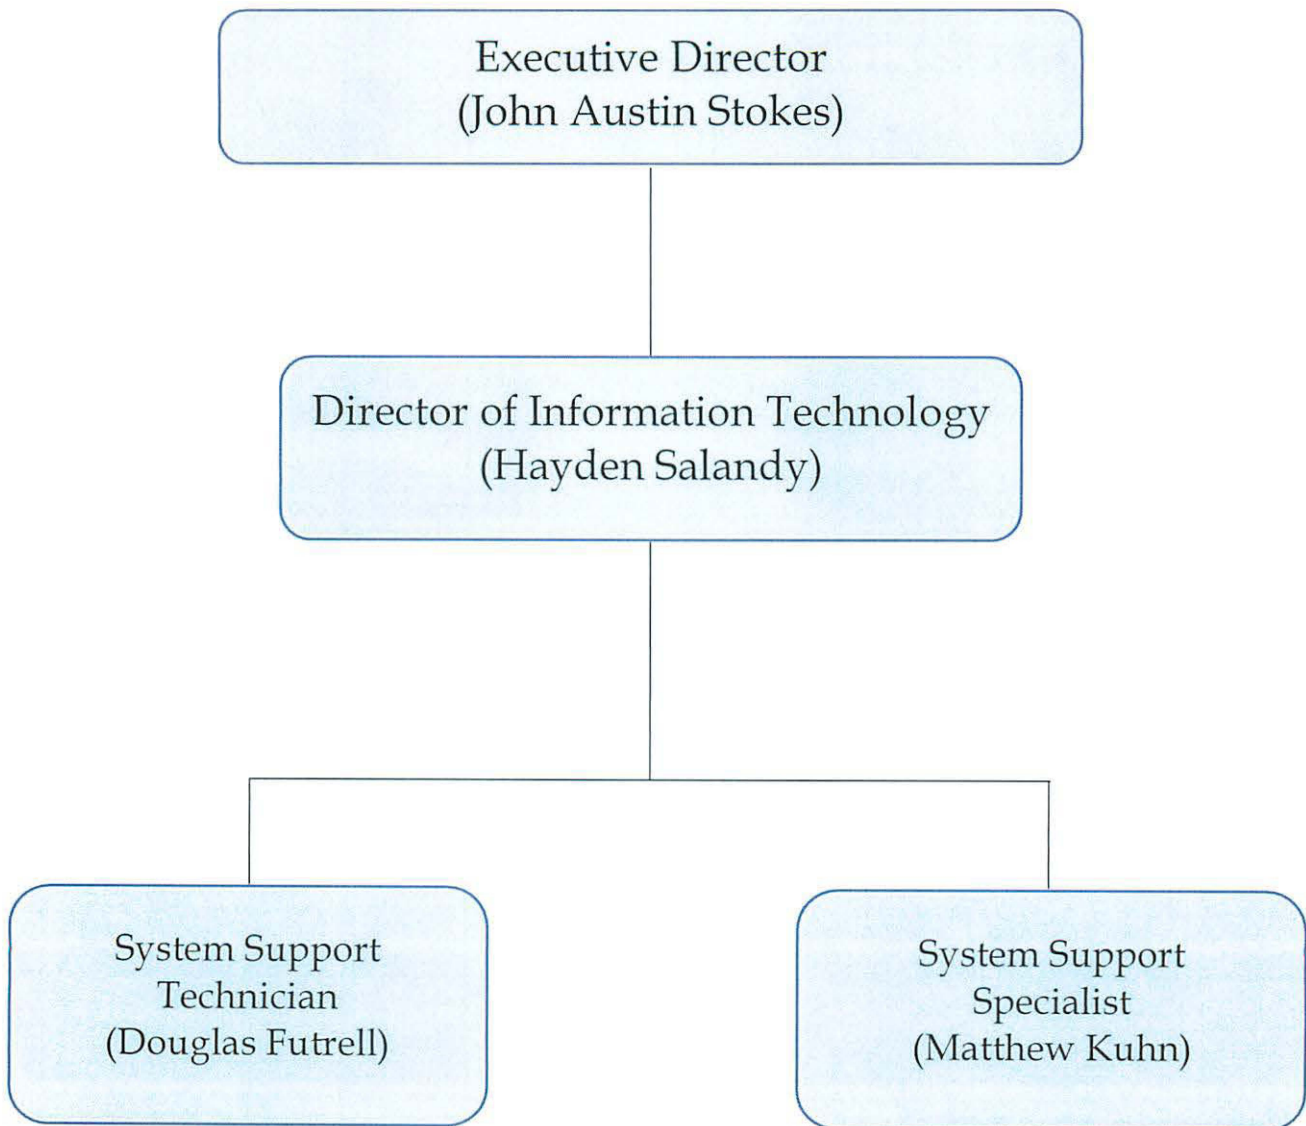 Executive Director
(John Austin Stokes)
Director of Information Technology
(Hayden Salandy)
System Support
Technician
(Douglas Futrell)
System Support
Specialist
(Matthew Kuhn)